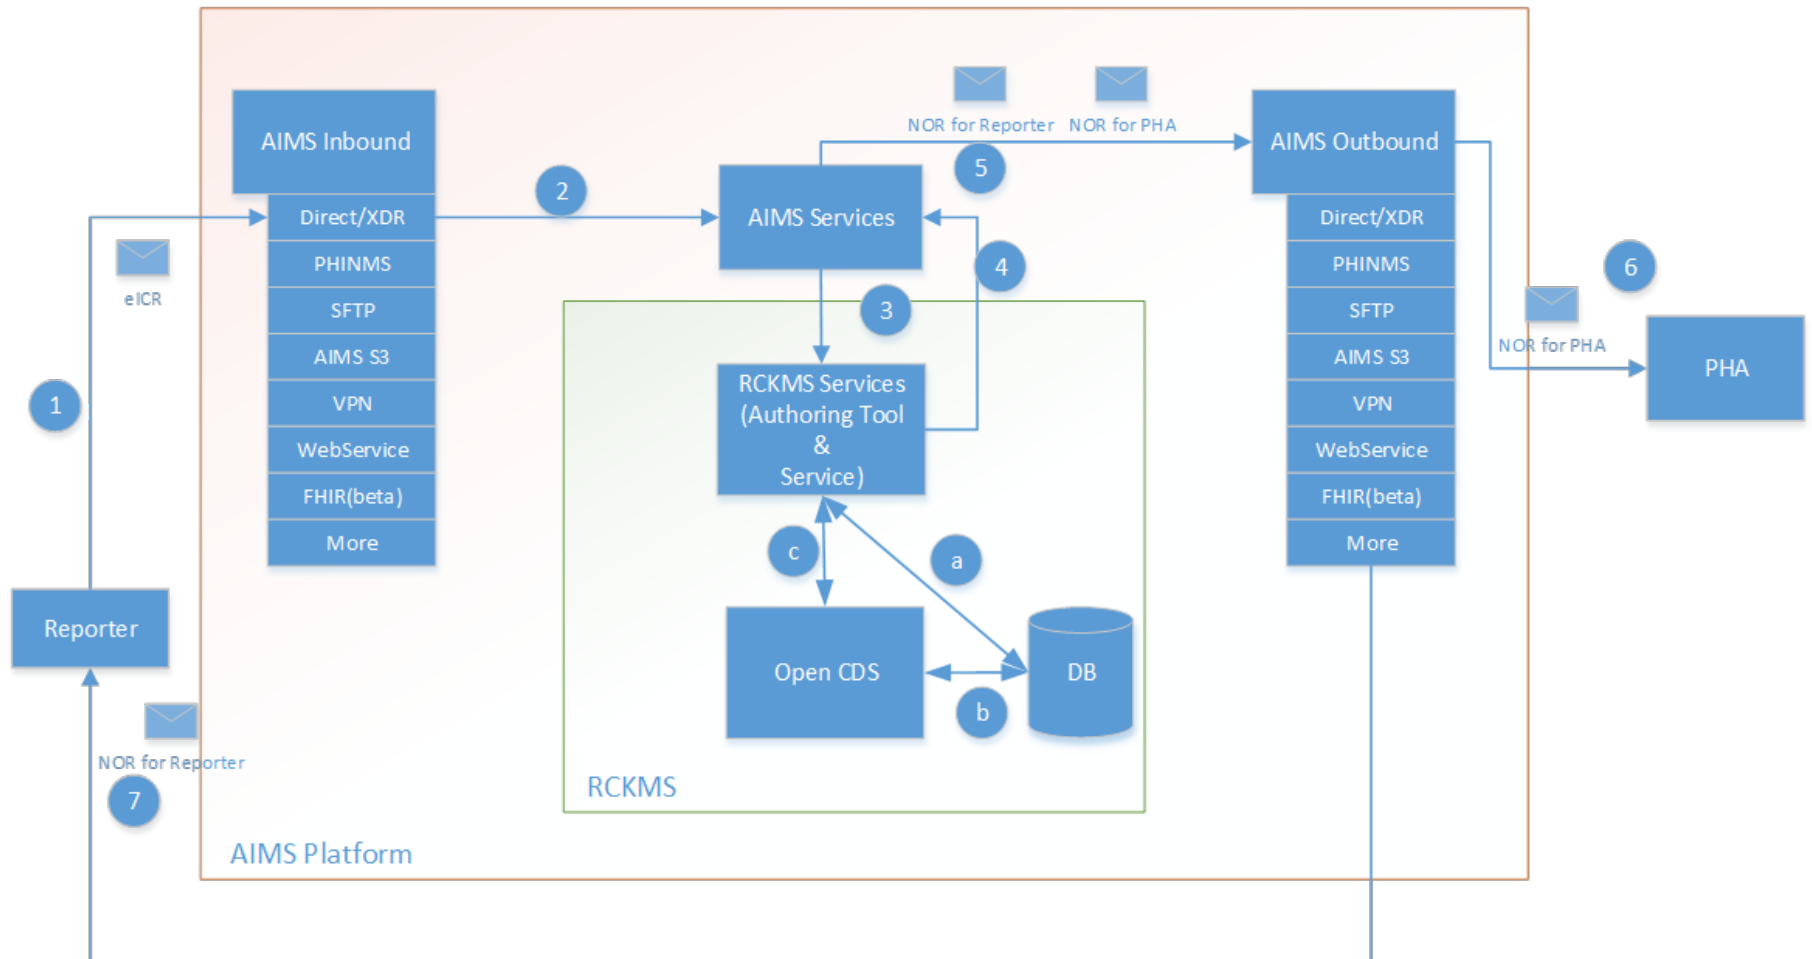 NOR for Reporter
NOR for PHA
5
AIMS Inbound
Direct/XDR
PHINMS
SFTP
AIMS S3
VPN
WebService
FHIR(beta)
More
2
AIMS Services
4
3
AIMS Outbound
Direct/XDR
PHINMS
SFTP
AIMS S3
VPN
WebService
FHIR(beta)
More
6
NOR for PHA
PHA
eICR
1
Reporter
RCKMS Services
(Authoring Tool
&
Service)
c
a
Open CDS
DB
b
RCKMS
NOR for Reporter
7
AIMS Platform